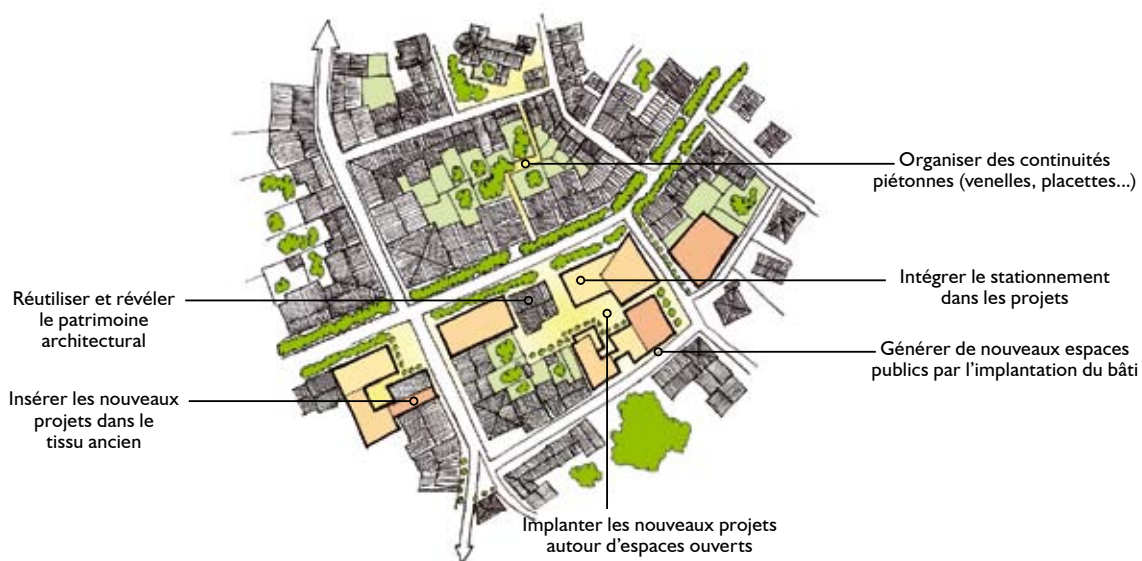 Organiser des continuités
piétonnes (venelles, placettes...)
Intégrer le stationnement
dans les projets
Réutiliser et révéler
le patrimoine
architectural
Générer de nouveaux espaces
publics par l'implantation du bâti
Insérer les nouveaux
projets dans le
tissu ancien
Implanter les nouveaux projets
autour d'espaces ouverts